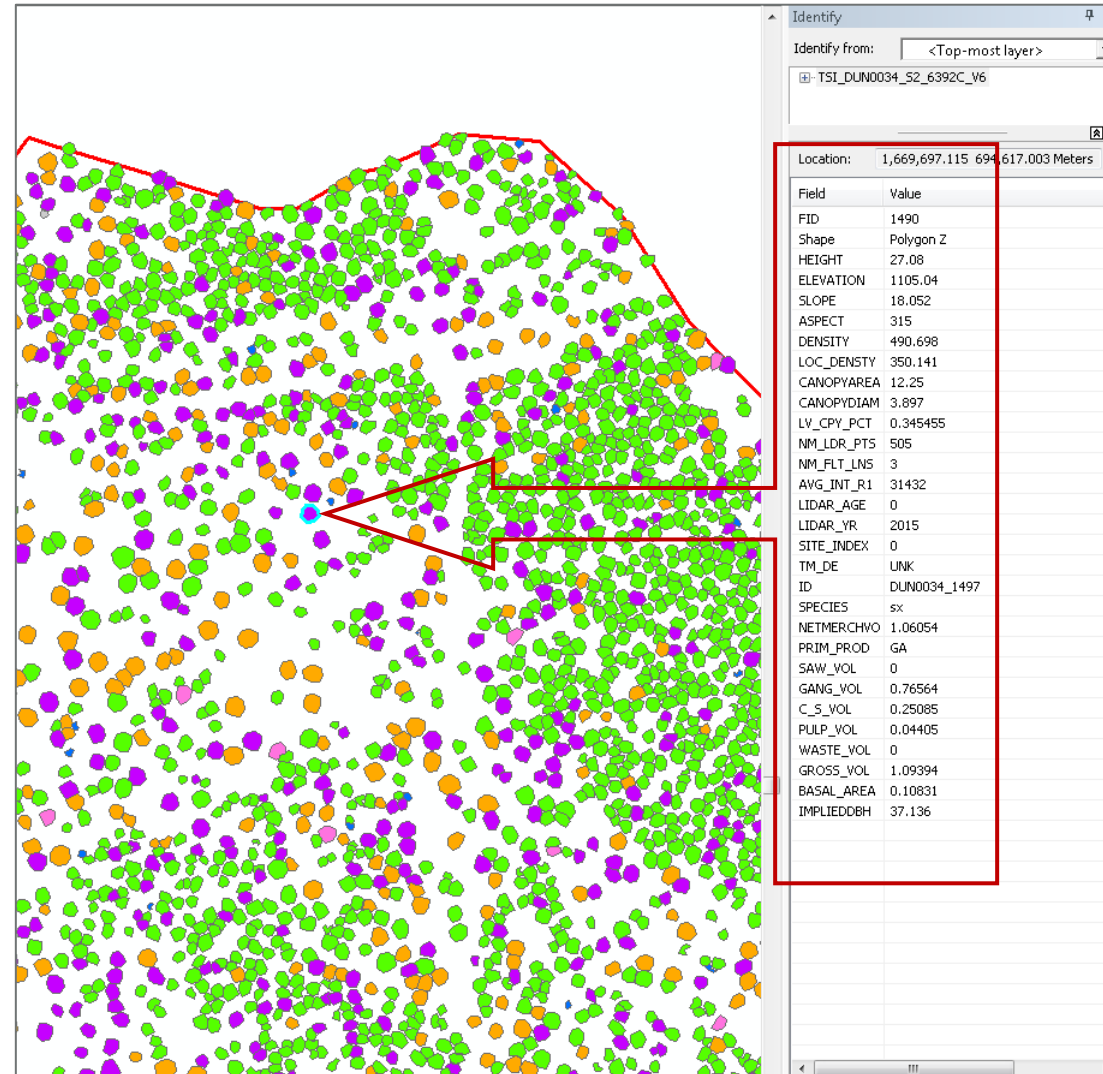 Identify
Identify from: <Top-most layer>
TSI_DUN0034_S2_6392C_V6
Location: 1,669,697.115 694,617.003 Meters
Field Value
FID 1490
Shape Polygon Z
HEIGHT 27.08
ELEVATION 1105.04
SLOPE 18.052
ASPECT 315
DENSITY 490.698
LOC_DENSTY 350.141
CANOPYAREA 12.25
CANOPYDIAM 3.897
LV_CPY_PCT 0.345455
NM_LDR_PTS 505
NM_FLT_LNS 3
AVG_INT_R1 31432
LIDAR_AGE 0
LIDAR_YR 2015
SITE_INDEX 0
TM_DE UNK
ID DUN0034_1497
SPECIES sx
NETMERCHVO 1.06054
PRIM_PROD GA
SAW_VOL 0
GANG_VOL 0.76564
C_S_VOL 0.25085
PULP_VOL 0.04405
WASTE_VOL 0
GROSS_VOL 1.09394
BASAL_AREA 0.10831
IMPLIEDDBH 37.136